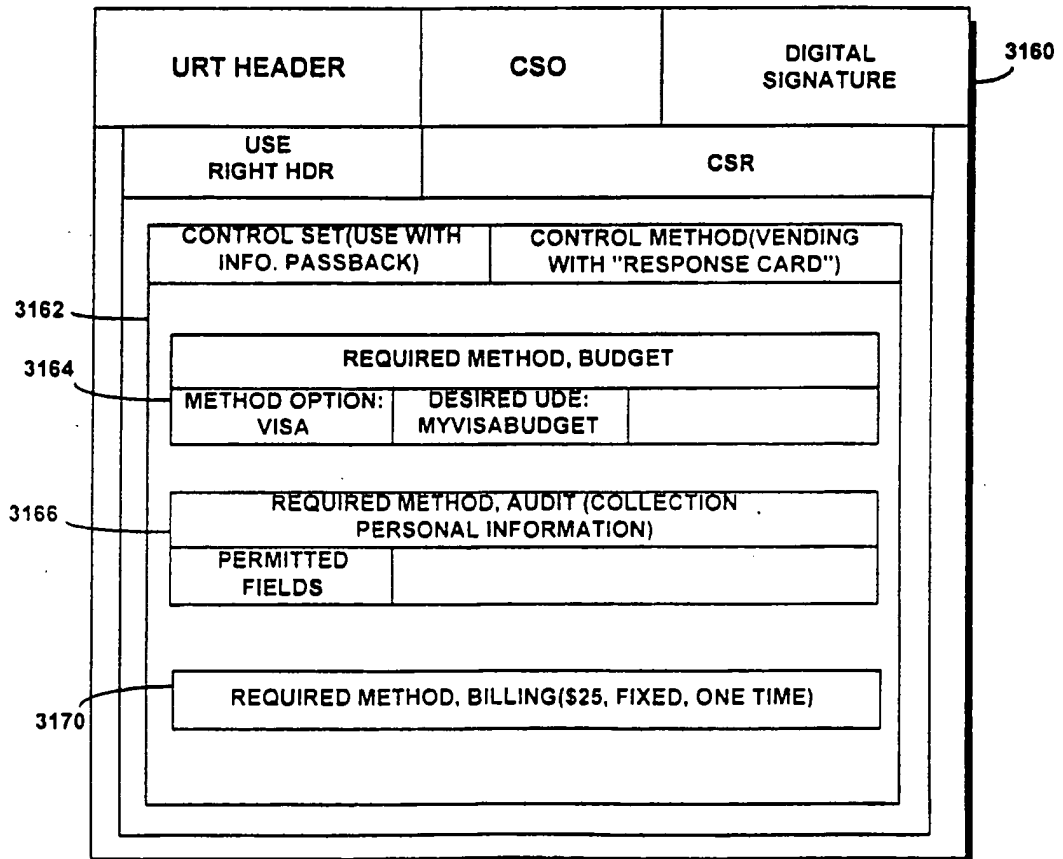 URT HEADER
CSO
DIGITAL
SIGNATURE
3160
USE
RIGHT HDR
CSR
CONTROL SET(USE WITH
INFO. PASSBACK)
CONTROL METHOD(VENDING
WITH "RESPONSE CARD")
3162
REQUIRED METHOD, BUDGET
3164
METHOD OPTION:
VISA
DESIRED UDE:
MYVISABUDGET
3166
REQUIRED METHOD, AUDIT (COLLECTION
PERSONAL INFORMATION)
PERMITTED
FIELDS
REQUIRED METHOD, BILLING($25, FIXED, ONE TIME)
3170